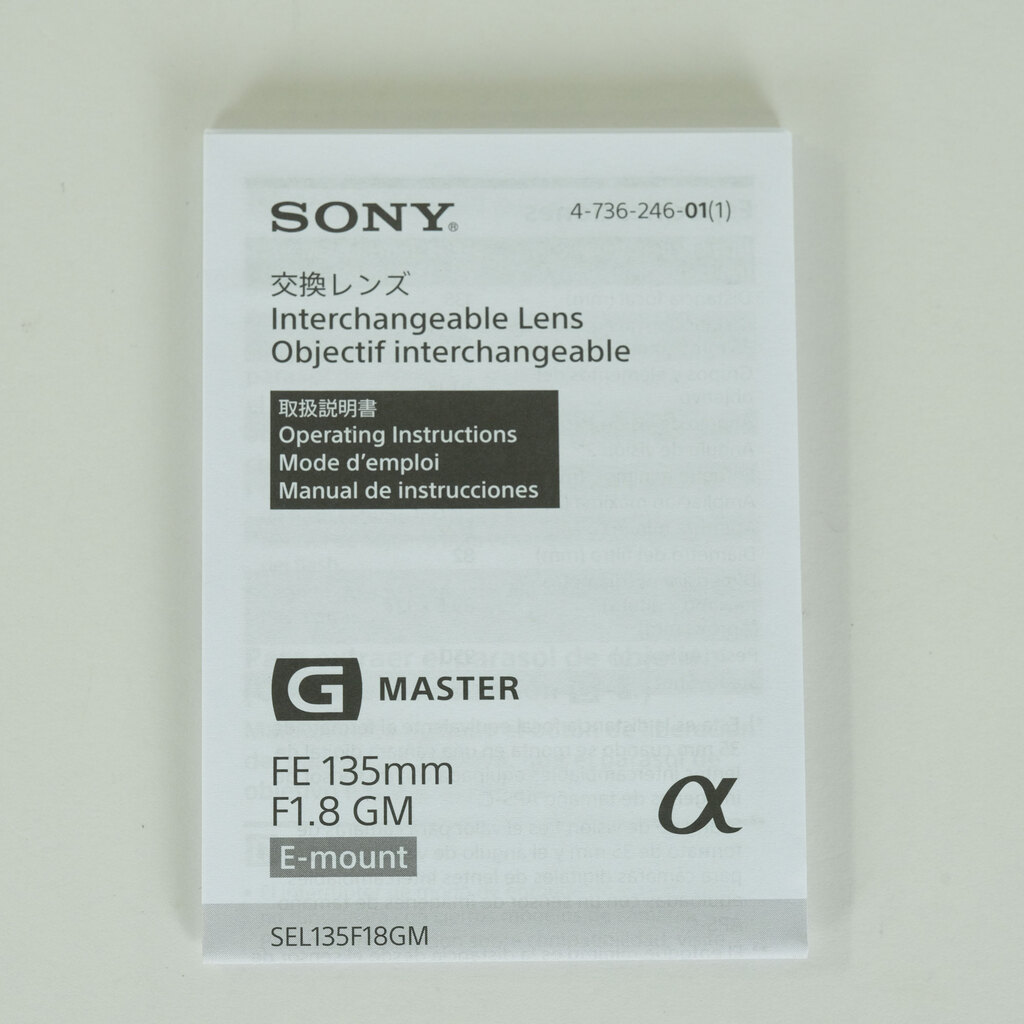 SONY®
4-736-246-01(1)
交換レンズ
Interchangeable Lens
Objectif interchangeable
取扱説明書
Operating Instructions
Mode d'emploi
Manual de instrucciones
G MASTER
FE 135mm
F1.8 GM
α
E-mount
SEL135F18GM